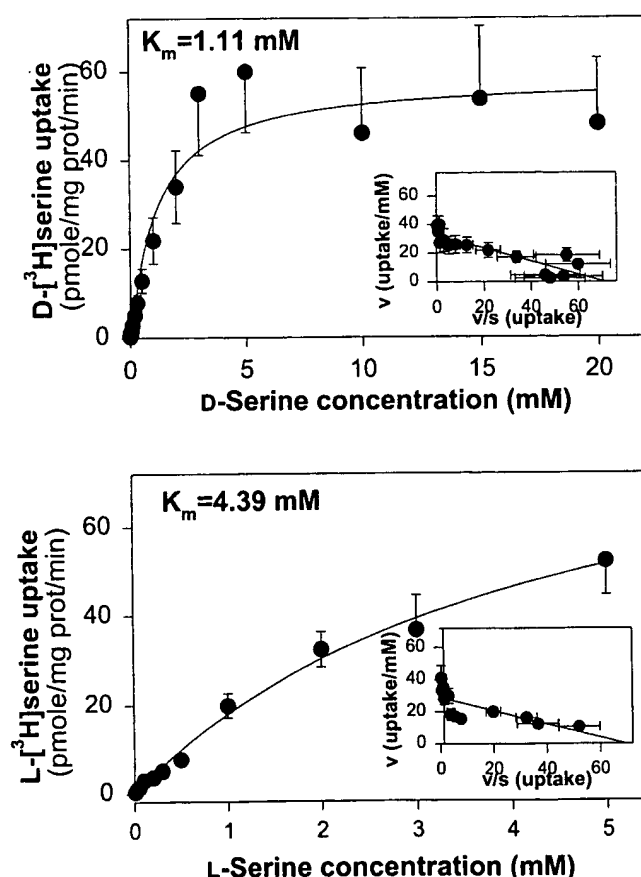 K_m=1.11 mM
D-[³H]serine uptake
(pmole/mg prot/min)
60
40
20
0
0 5 10 15 20
D-Serine concentration (mM)
v (uptake/mM)
60
40
20
0
0 20 40 60
v/s (uptake)
K_m=4.39 mM
L-[³H]serine uptake
(pmole/mg prot/min)
60
40
20
0
0 1 2 3 4 5
L-Serine concentration (mM)
v (uptake/mM)
60
40
20
0
0 20 40 60
v/s (uptake)